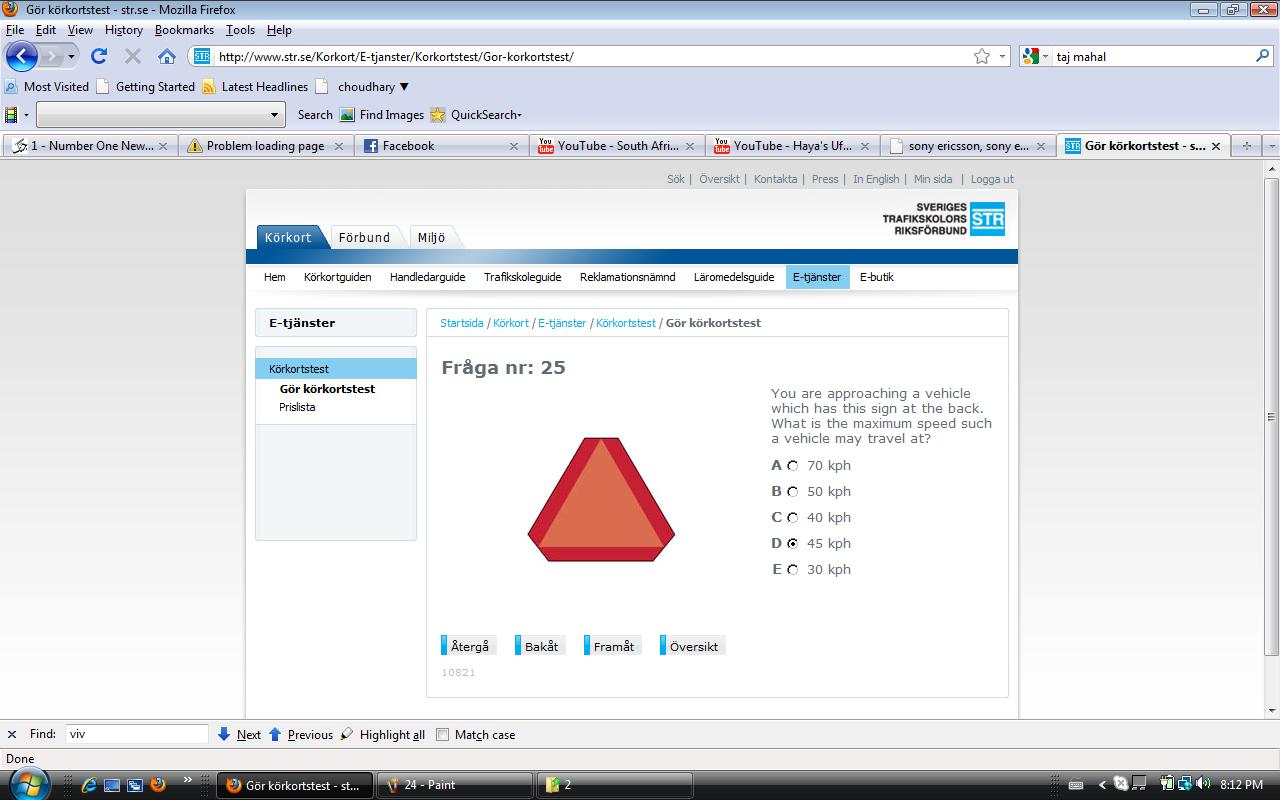 Gör körkortstest - str.se - Mozilla Firefox
File Edit View History Bookmarks Tools Help
STR http://www.str.se/Korkort/E-tjanster/Korkortstest/Gor-korkortstest/ taj mahal
Most Visited Getting Started Latest Headlines choudhary
Search Find Images QuickSearch
1 - Number One New... Problem loading page Facebook YouTube - South Afri... YouTube - Haya's Uf... sony ericsson, sony e... Gör körkortstest - s...
Sök | Översikt | Kontakta | Press | In English | Min sida | Logga ut
SVERIGES
TRAFIKSKOLORS STR
RIKSFÖRBUND
Körkort Förbund Miljö
Hem Körkortguiden Handledarguide Trafikskoleguide Reklamationsnämnd Läromedelsguide E-tjänster E-butik
E-tjänster
Körkortstest
Gör körkortstest
Prislista
Startsida / Körkort / E-tjänster / Körkortstest / Gör körkortstest
Fråga nr: 25
You are approaching a vehicle
which has this sign at the back.
What is the maximum speed such
a vehicle may travel at?
A 70 kph
B 50 kph
C 40 kph
D 45 kph
E 30 kph
Återgå Bakåt Framåt Översikt
10821
Find: viv Next Previous Highlight all Match case
Done
Gör körkortstest - st... 24 - Paint 2 8:12 PM